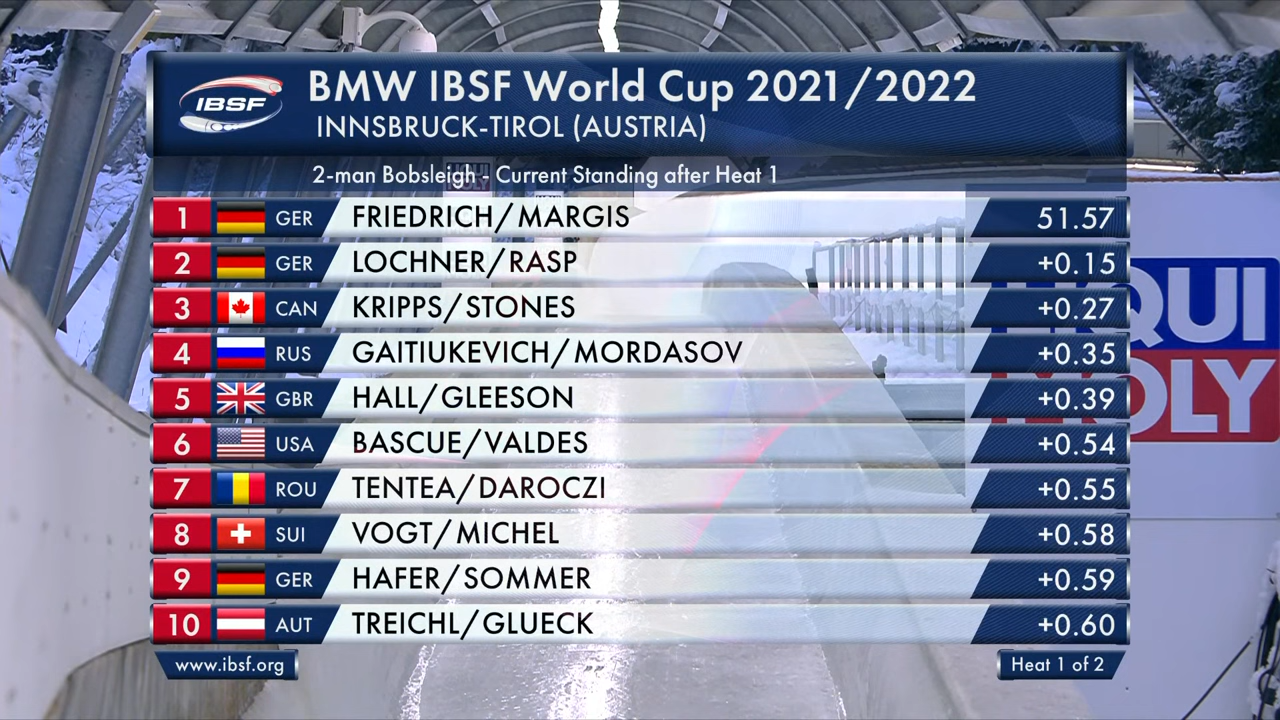 IBSF
BMW IBSF World Cup 2021/2022
INNSBRUCK-TIROL (AUSTRIA)
2-man Bobsleigh - Current Standing after Heat 1
1 GER FRIEDRICH/MARGIS 51.57
2 GER LOCHNER/RASP +0.15
3 CAN KRIPPS/STONES +0.27
4 RUS GAITIUKEVICH/MORDASOV +0.35
5 GBR HALL/GLEESON +0.39
6 USA BASCUE/VALDES +0.54
7 ROU TENTEA/DAROCZI +0.55
8 SUI VOGT/MICHEL +0.58
9 GER HAFER/SOMMER +0.59
10 AUT TREICHL/GLUECK +0.60
www.ibsf.org Heat 1 of 2